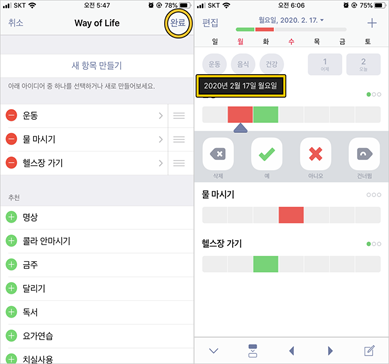 SKT 오전 5:47
취소 Way of Life 완료
새 항목 만들기
아래 아이디어 중 하나를 선택하거나 새로 만들어보세요.
운동
물 마시기
헬스장 가기
추천
명상
콜라 안마시기
금주
달리기
독서
요가연습
치실사용
SKT 오전 6:06 75%
편집 월요일, 2020. 2. 17.
일 월 화 수 목 금 토
운동 음식 건강 1 2
2020년 2월 17일 월요일
삭제 예 아니오 건너뜀
물 마시기
헬스장 가기